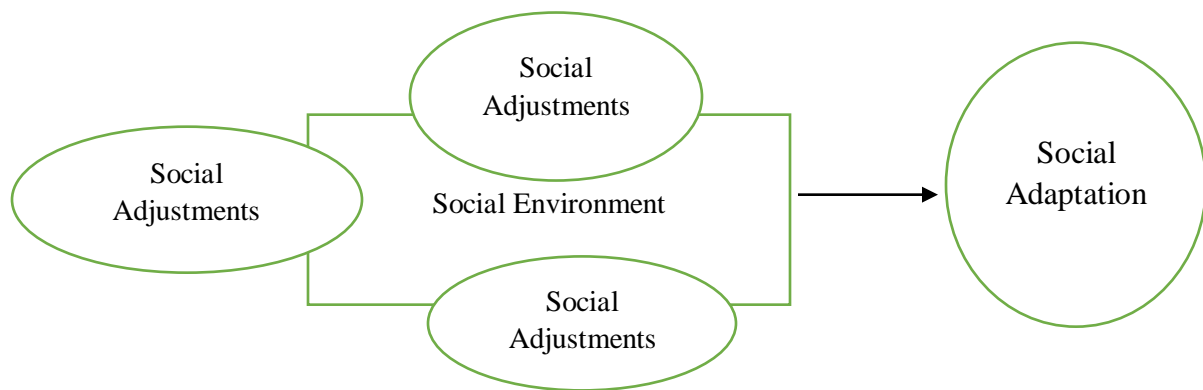 Social
Adjustments
Social
Adjustments
Social Environment
Social
Adjustments
Social
Adaptation